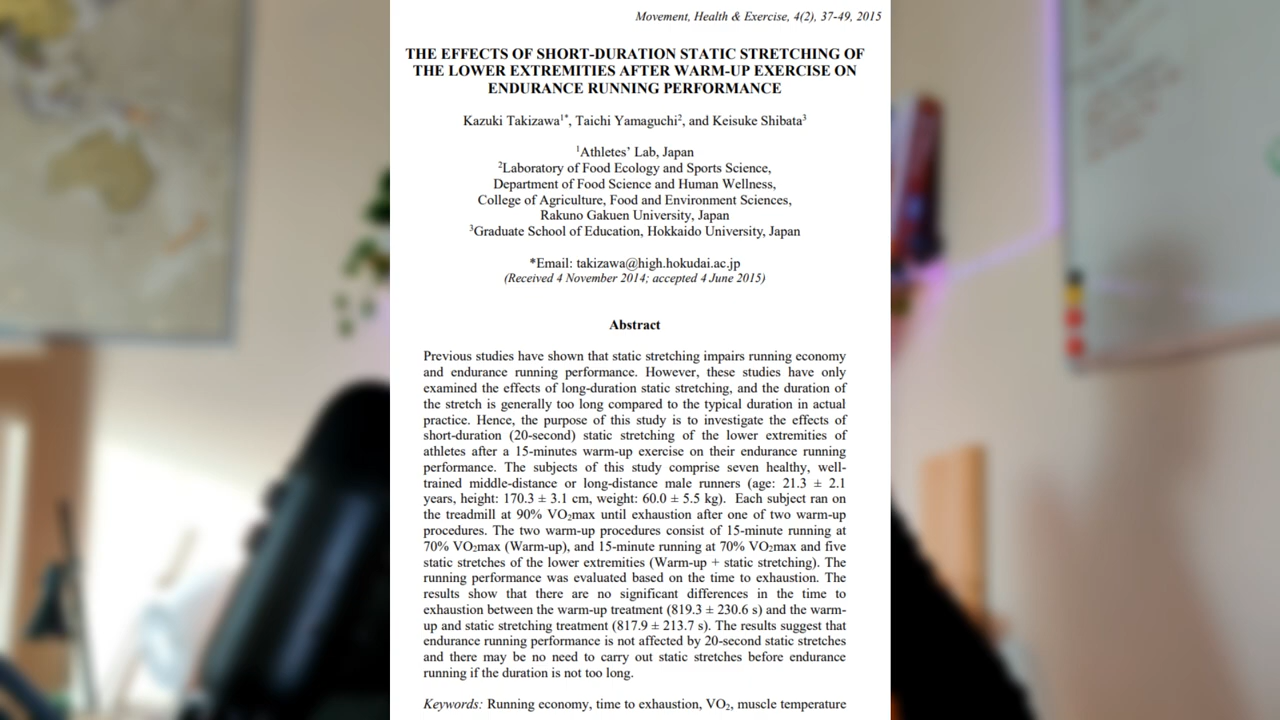 Movement, Health & Exercise, 4(2), 37-49, 2015
THE EFFECTS OF SHORT-DURATION STATIC STRETCHING OF
THE LOWER EXTREMITIES AFTER WARM-UP EXERCISE ON
ENDURANCE RUNNING PERFORMANCE
Kazuki Takizawa¹*, Taichi Yamaguchi², and Keisuke Shibata³
¹Athletes’ Lab, Japan
²Laboratory of Food Ecology and Sports Science,
Department of Food Science and Human Wellness,
College of Agriculture, Food and Environment Sciences,
Rakuno Gakuen University, Japan
³Graduate School of Education, Hokkaido University, Japan
*Email: takizawa@high.hokudai.ac.jp
(Received 4 November 2014; accepted 4 June 2015)
Abstract
Previous studies have shown that static stretching impairs running economy
and endurance running performance. However, these studies have only
examined the effects of long-duration static stretching, and the duration of
the stretch is generally too long compared to the typical duration in actual
practice. Hence, the purpose of this study is to investigate the effects of
short-duration (20-second) static stretching of the lower extremities of
athletes after a 15-minutes warm-up exercise on their endurance running
performance. The subjects of this study comprise seven healthy, well-
trained middle-distance or long-distance male runners (age: 21.3 ± 2.1
years, height: 170.3 ± 3.1 cm, weight: 60.0 ± 5.5 kg). Each subject ran on
the treadmill at 90% VO₂max until exhaustion after one of two warm-up
procedures. The two warm-up procedures consist of 15-minute running at
70% VO₂max (Warm-up), and 15-minute running at 70% VO₂max and five
static stretches of the lower extremities (Warm-up + static stretching). The
running performance was evaluated based on the time to exhaustion. The
results show that there are no significant differences in the time to
exhaustion between the warm-up treatment (819.3 ± 230.6 s) and the warm-
up and static stretching treatment (817.9 ± 213.7 s). The results suggest that
endurance running performance is not affected by 20-second static stretches
and there may be no need to carry out static stretches before endurance
running if the duration is not too long.
Keywords: Running economy, time to exhaustion, VO₂, muscle temperature